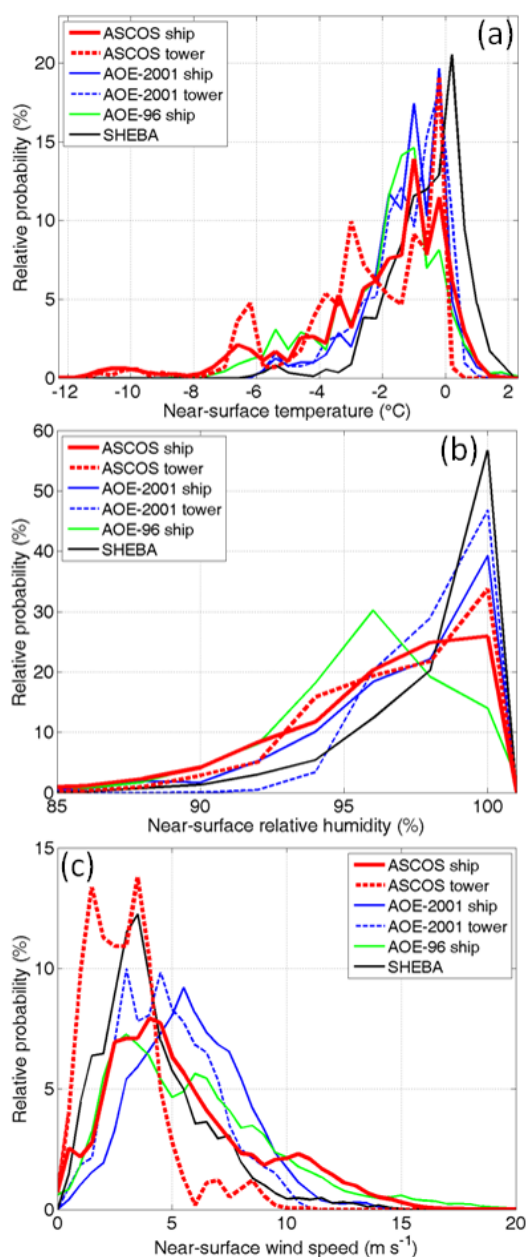 (a)
ASCOS ship
ASCOS tower
AOE-2001 ship
AOE-2001 tower
AOE-96 ship
SHEBA
Relative probability (%)
20
15
10
5
0
-12 -10 -8 -6 -4 -2 0 2
Near-surface temperature (°C)
(b)
ASCOS ship
ASCOS tower
AOE-2001 ship
AOE-2001 tower
AOE-96 ship
SHEBA
Relative probability (%)
60
50
40
30
20
10
0
85 90 95 100
Near-surface relative humidity (%)
(c)
ASCOS ship
ASCOS tower
AOE-2001 ship
AOE-2001 tower
AOE-96 ship
SHEBA
Relative probability (%)
15
10
5
0
0 5 10 15 20
Near-surface wind speed (m s-1)